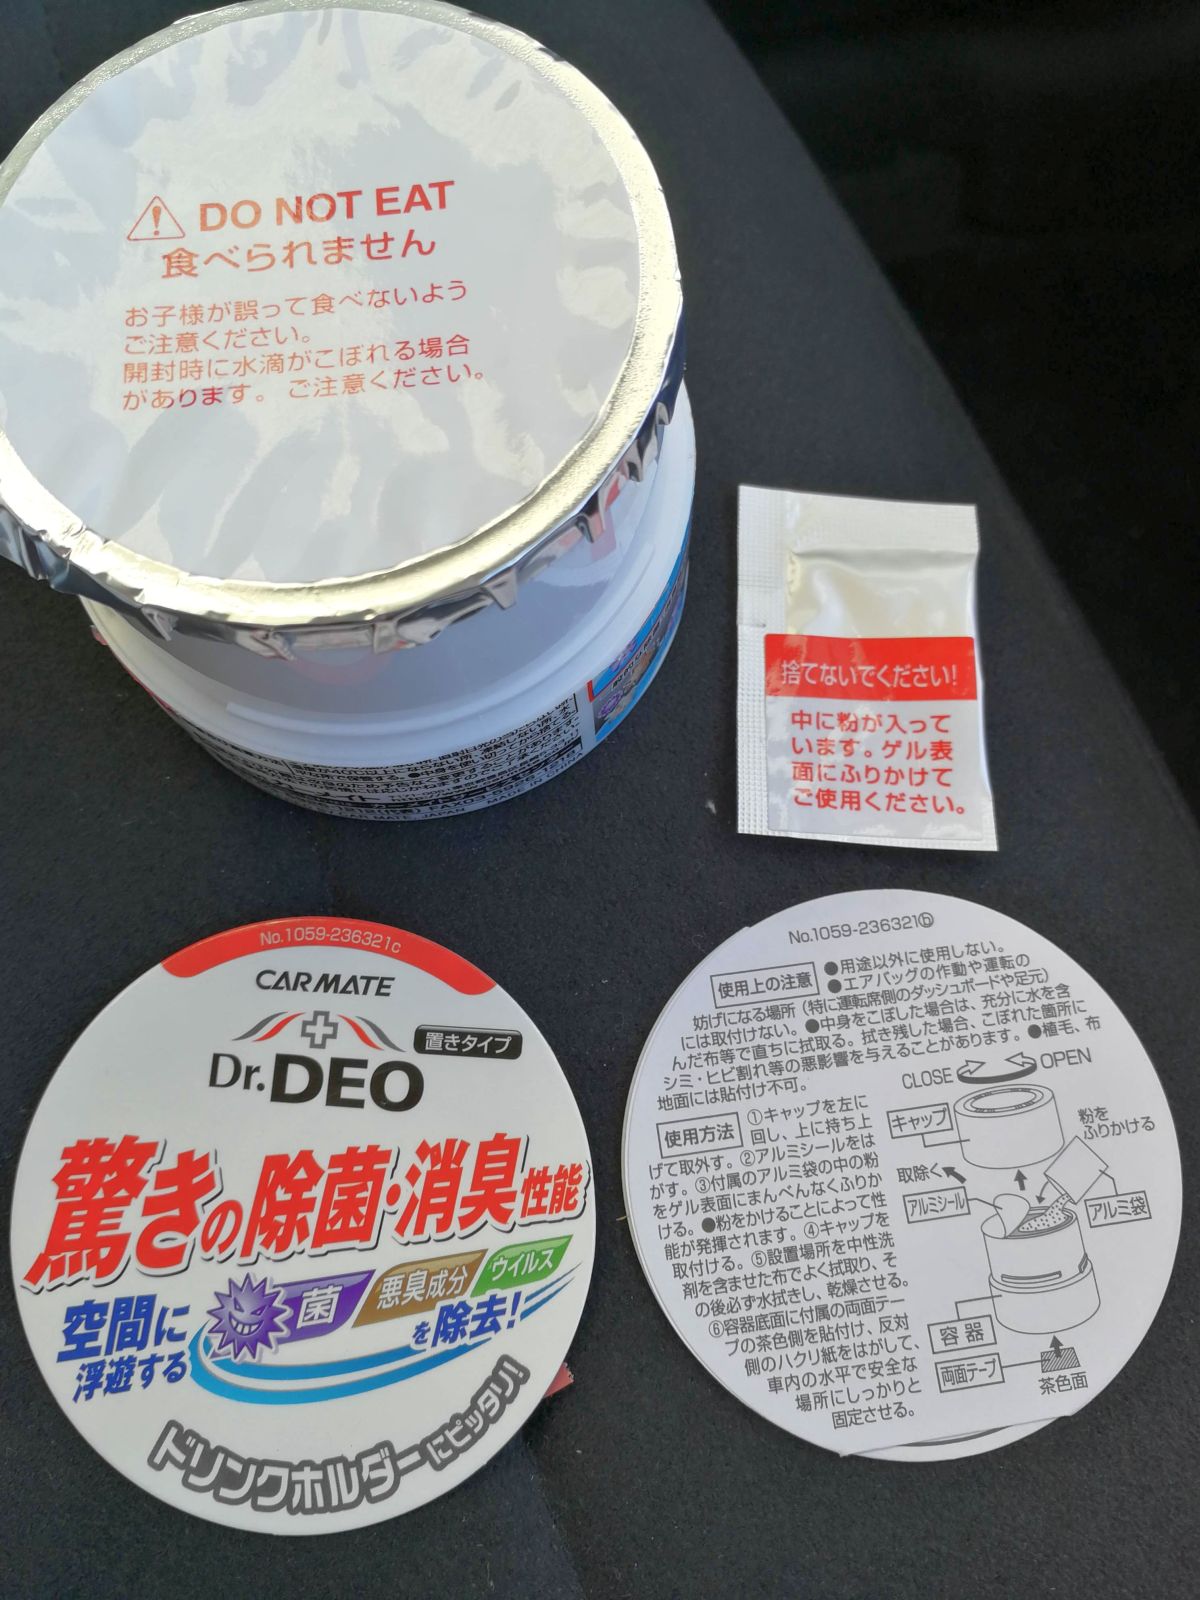 DO NOT EAT
食べられません
お子様が誤って食べないよう
ご注意ください。
開封時に水滴がこぼれる場合
があります。 ご注意ください。
捨てないでください!
中に粉が入って
います。ゲル表
面にふりかけて
ご使用ください。
No.1059-236321c
CARMATE
置きタイプ
Dr.DEO
驚きの除菌・消臭性能
空間に
浮遊する
菌
悪臭成分
ウイルス
を除去!
ドリンクホルダーにピッタリ!
No.1059-236321ⓑ
使用上の注意
●用途以外に使用しない。
●エアバッグの作動や運転の
妨げになる場所(特に運転席側のダッシュボードや足元)
には取付けない。●中身をこぼした場合は、充分に水を含
んだ布等で直ちに拭取る。拭き残した場合、こぼれた箇所に
シミ・ヒビ割れ等の悪影響を与えることがあります。●植毛、布
地面には貼付け不可。
使用方法
①キャップを左に
回し、上に持ち上
げて取外す。②アルミシールをは
がす。③付属のアルミ袋の中の粉
をゲル表面にまんべんなくふりか
ける。●粉をかけることによって性
能が発揮されます。④キャップを
取付ける。⑤設置場所を中性洗
剤を含ませた布でよく拭取り、そ
の後必ず水拭きし、乾燥させる。
⑥容器底面に付属の両面テー
プの茶色側を貼付け、反対
側のハクリ紙をはがして、
車内の水平で安全な
場所にしっかりと
固定させる。
CLOSE
OPEN
キャップ
粉を
ふりかける
取除く
アルミシール
アルミ袋
容器
両面テープ
茶色面